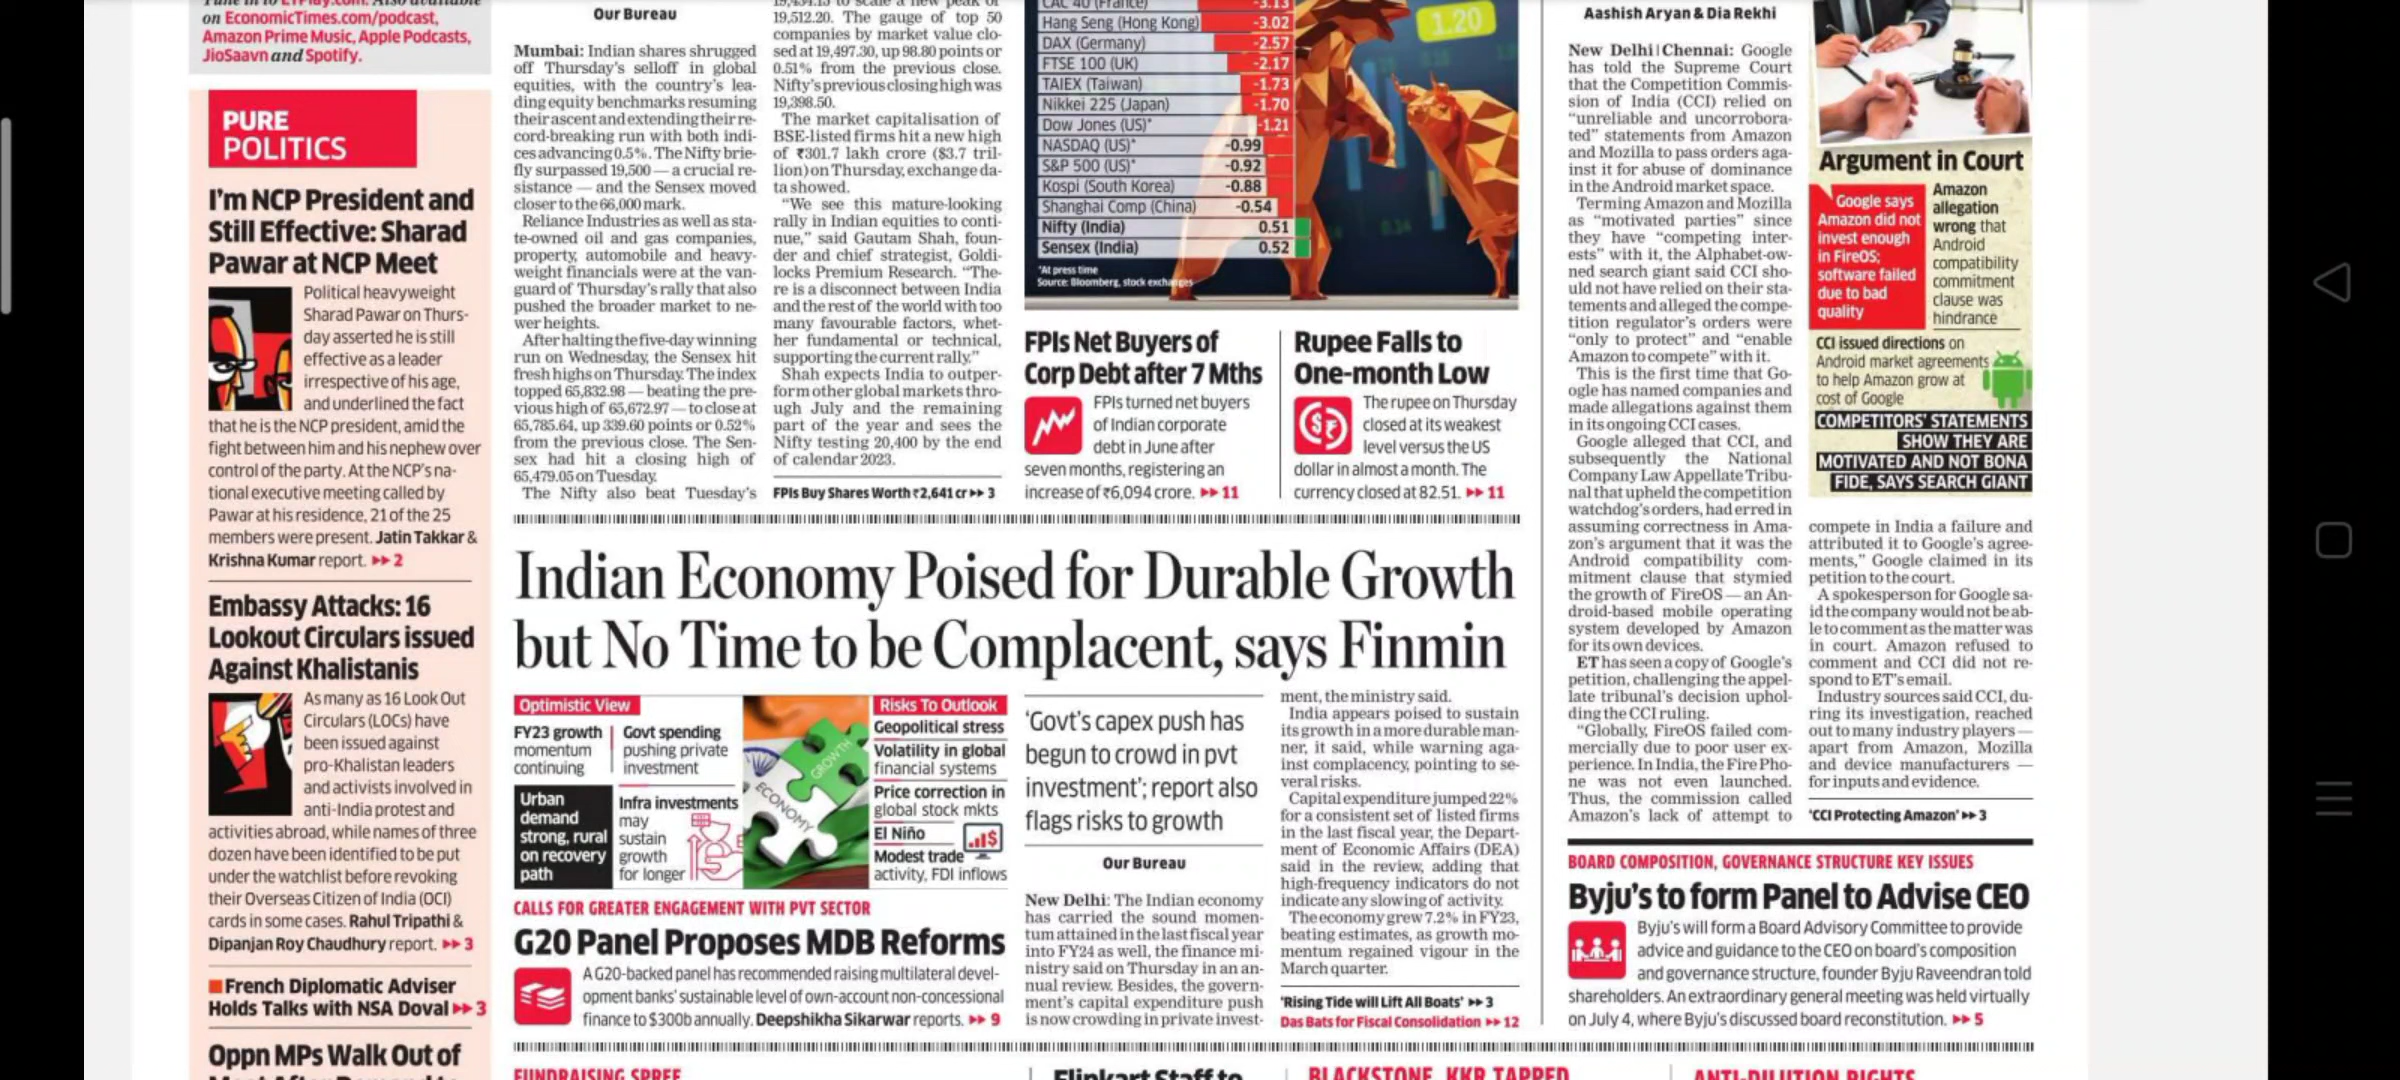 on EconomicTimes.com/podcast,
Amazon Prime Music, Apple Podcasts,
JioSaavn and Spotify.
PURE
POLITICS
I'm NCP President and
Still Effective: Sharad
Pawar at NCP Meet
Political heavyweight
Sharad Pawar on Thurs-
day asserted he is still
effective as a leader
irrespective of his age,
and underlined the fact
that he is the NCP president, amid the
fight between him and his nephew over
control of the party. At the NCP's na-
tional executive meeting called by
Pawar at his residence, 21 of the 25
members were present. Jatin Takkar &
Krishna Kumar report. ▸▸ 2
Embassy Attacks: 16
Lookout Circulars issued
Against Khalistanis
As many as 16 Look Out
Circulars (LOCs) have
been issued against
pro-Khalistan leaders
and activists involved in
anti-India protest and
activities abroad, while names of three
dozen have been identified to be put
under the watchlist before revoking
their Overseas Citizen of India (OCI)
cards in some cases. Rahul Tripathi &
Dipanjan Roy Chaudhury report. ▸▸ 3
French Diplomatic Adviser
Holds Talks with NSA Doval ▸▸ 3
Oppn MPs Walk Out of
Our Bureau
Mumbai: Indian shares shrugged
off Thursday's selloff in global
equities, with the country's lea-
ding equity benchmarks resuming
their ascent and extending their re-
cord-breaking run with both indi-
ces advancing 0.5%. The Nifty brie-
fly surpassed 19,500 — a crucial re-
sistance — and the Sensex moved
closer to the 66,000 mark.
Reliance Industries as well as sta-
te-owned oil and gas companies,
property, automobile and heavy-
weight financials were at the van-
guard of Thursday's rally that also
pushed the broader market to ne-
wer heights.
After halting the five-day winning
run on Wednesday, the Sensex hit
fresh highs on Thursday. The index
topped 65,832.98 — beating the pre-
vious high of 65,672.97 — to close at
65,785.64, up 339.60 points or 0.52%
from the previous close. The Sen-
sex had hit a closing high of
65,479.05 on Tuesday.
The Nifty also beat Tuesday's
19,434.15 to scale a new peak of
19,512.20. The gauge of top 50
companies by market value clo-
sed at 19,497.30, up 98.80 points or
0.51% from the previous close.
Nifty's previous closing high was
19,398.50.
The market capitalisation of
BSE-listed firms hit a new high
of ₹301.7 lakh crore ($3.7 tril-
lion) on Thursday, exchange da-
ta showed.
"We see this mature-looking
rally in Indian equities to conti-
nue," said Gautam Shah, foun-
der and chief strategist, Goldi-
locks Premium Research. "The-
re is a disconnect between India
and the rest of the world with too
many favourable factors, whet-
her fundamental or technical,
supporting the current rally."
Shah expects India to outper-
form other global markets thro-
ugh July and the remaining
part of the year and sees the
Nifty testing 20,400 by the end
of calendar 2023.
FPIs Buy Shares Worth ₹2,641 cr ▸▸ 3
CAC 40 (France) -3.13
Hang Seng (Hong Kong) -3.02
DAX (Germany) -2.57
FTSE 100 (UK) -2.17
TAIEX (Taiwan) -1.73
Nikkei 225 (Japan) -1.70
Dow Jones (US)* -1.21
NASDAQ (US)* -0.99
S&P 500 (US)* -0.92
Kospi (South Korea) -0.88
Shanghai Comp (China) -0.54
Nifty (India) 0.51
Sensex (India) 0.52
*At press time
Source: Bloomberg, stock exchanges
1.20
FPIs Net Buyers of
Corp Debt after 7 Mths
FPIs turned net buyers
of Indian corporate
debt in June after
seven months, registering an
increase of ₹6,094 crore. ▸▸ 11
Rupee Falls to
One-month Low
The rupee on Thursday
closed at its weakest
level versus the US
dollar in almost a month. The
currency closed at 82.51. ▸▸ 11
Indian Economy Poised for Durable Growth
but No Time to be Complacent, says Finmin
Optimistic View
FY23 growth
momentum
continuing
Govt spending
pushing private
investment
Urban
demand
strong, rural
on recovery
path
Infra investments
may
sustain
growth
for longer
GROWTH
ECONOMY
Risks To Outlook
Geopolitical stress
Volatility in global
financial systems
Price correction in
global stock mkts
El Niño
Modest trade
activity, FDI inflows
CALLS FOR GREATER ENGAGEMENT WITH PVT SECTOR
G20 Panel Proposes MDB Reforms
A G20-backed panel has recommended raising multilateral devel-
opment banks' sustainable level of own-account non-concessional
finance to $300b annually. Deepshikha Sikarwar reports. ▸▸ 9
'Govt's capex push has
begun to crowd in pvt
investment'; report also
flags risks to growth
Our Bureau
New Delhi: The Indian economy
has carried the sound momen-
tum attained in the last fiscal year
into FY24 as well, the finance mi-
nistry said on Thursday in an an-
nual review. Besides, the govern-
ment's capital expenditure push
is now crowding in private invest-
ment, the ministry said.
India appears poised to sustain
its growth in a more durable man-
ner, it said, while warning aga-
inst complacency, pointing to se-
veral risks.
Capital expenditure jumped 22%
for a consistent set of listed firms
in the last fiscal year, the Depart-
ment of Economic Affairs (DEA)
said in the review, adding that
high-frequency indicators do not
indicate any slowing of activity.
The economy grew 7.2% in FY23,
beating estimates, as growth mo-
mentum regained vigour in the
March quarter.
'Rising Tide will Lift All Boats' ▸▸ 3
Das Bats for Fiscal Consolidation ▸▸ 12
Aashish Aryan & Dia Rekhi
New Delhi | Chennai: Google
has told the Supreme Court
that the Competition Commis-
sion of India (CCI) relied on
"unreliable and uncorrobora-
ted" statements from Amazon
and Mozilla to pass orders aga-
inst it for abuse of dominance
in the Android market space.
Terming Amazon and Mozilla
as "motivated parties" since
they have "competing inter-
ests" with it, the Alphabet-ow-
ned search giant said CCI sho-
uld not have relied on their sta-
tements and alleged the compe-
tition regulator's orders were
"only to protect" and "enable
Amazon to compete" with it.
This is the first time that Go-
ogle has named companies and
made allegations against them
in its ongoing CCI cases.
Google alleged that CCI, and
subsequently the National
Company Law Appellate Tribu-
nal that upheld the competition
watchdog's orders, had erred in
assuming correctness in Ama-
zon's argument that it was the
Android compatibility com-
mitment clause that stymied
the growth of FireOS — an An-
droid-based mobile operating
system developed by Amazon
for its own devices.
ET has seen a copy of Google's
petition, challenging the appel-
late tribunal's decision uphol-
ding the CCI ruling.
"Globally, FireOS failed com-
mercially due to poor user ex-
perience. In India, the Fire Pho-
ne was not even launched.
Thus, the commission called
Amazon's lack of attempt to
Argument in Court
Google says
Amazon did not
invest enough
in FireOS;
software failed
due to bad
quality
Amazon
allegation
wrong that
Android
compatibility
commitment
clause was
hindrance
CCI issued directions on
Android market agreements
to help Amazon grow at
cost of Google
COMPETITORS' STATEMENTS
SHOW THEY ARE
MOTIVATED AND NOT BONA
FIDE, SAYS SEARCH GIANT
compete in India a failure and
attributed it to Google's agree-
ments," Google claimed in its
petition to the court.
A spokesperson for Google sa-
id the company would not be ab-
le to comment as the matter was
in court. Amazon refused to
comment and CCI did not re-
spond to ET's email.
Industry sources said CCI, du-
ring its investigation, reached
out to many industry players —
apart from Amazon, Mozilla
and device manufacturers —
for inputs and evidence.
'CCI Protecting Amazon' ▸▸ 3
BOARD COMPOSITION, GOVERNANCE STRUCTURE KEY ISSUES
Byju's to form Panel to Advise CEO
Byju's will form a Board Advisory Committee to provide
advice and guidance to the CEO on board's composition
and governance structure, founder Byju Raveendran told
shareholders. An extraordinary general meeting was held virtually
on July 4, where Byju's discussed board reconstitution. ▸▸ 5
FUNDRAISING SPREE
Flipkart Staff to
BLACKSTONE, KKR TAPPED
ANTI-DILUTION RIGHTS